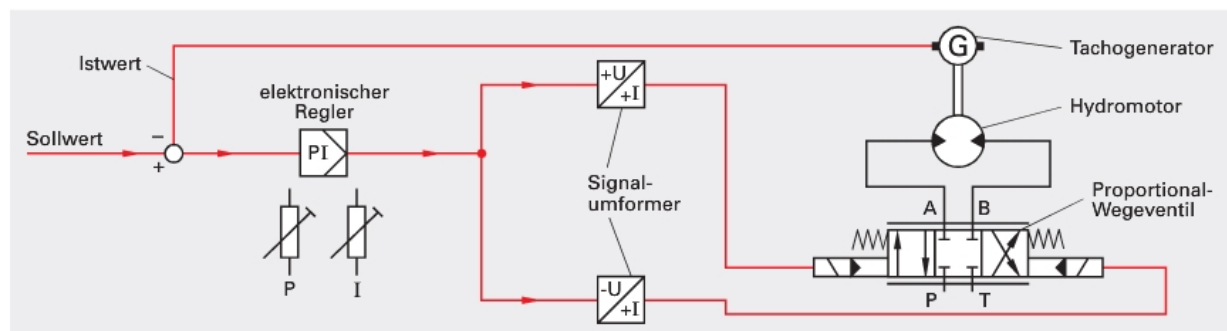 Istwert
Sollwert
−
+
elektronischer
Regler
PI
P
I
+U
+I
Signal-
umformer
-U
+I
G
Tachogenerator
Hydromotor
Proportional-
Wegeventil
A
B
P
T